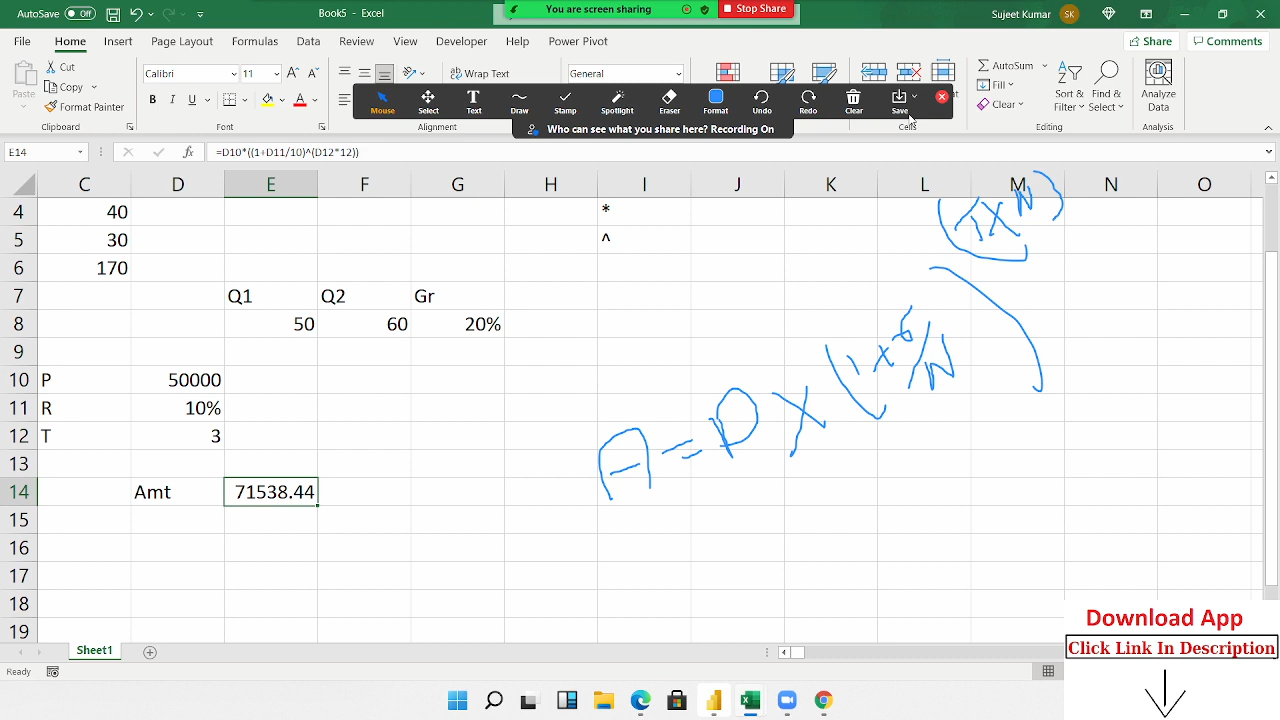 AutoSave Off Book5 - Excel You are screen sharing Stop Share Sujeet Kumar SK
File Home Insert Page Layout Formulas Data Review View Developer Help Power Pivot Share Comments
Paste Cut Copy Format Painter Clipboard
Calibri 11 B I U A Font
Wrap Text Alignment
General
Cells
AutoSum Fill Clear Sort & Filter Find & Select Editing
Analyze Data Analysis
Mouse Select Text Draw Stamp Spotlight Eraser Format Undo Redo Clear Save
Who can see what you share here? Recording On
E14 fx =D10*((1+D11/10)^(D12*12))
C D E F G H I J K L M N O
4 40 *
5 30 ^
6 170
7 Q1 Q2 Gr
8 50 60 20%
9
10 P 50000
11 R 10%
12 T 3
13
14 Amt 71538.44
15
16
17
18
19
A = P X (1
N
Download App
Click Link In Description
Sheet1
Ready